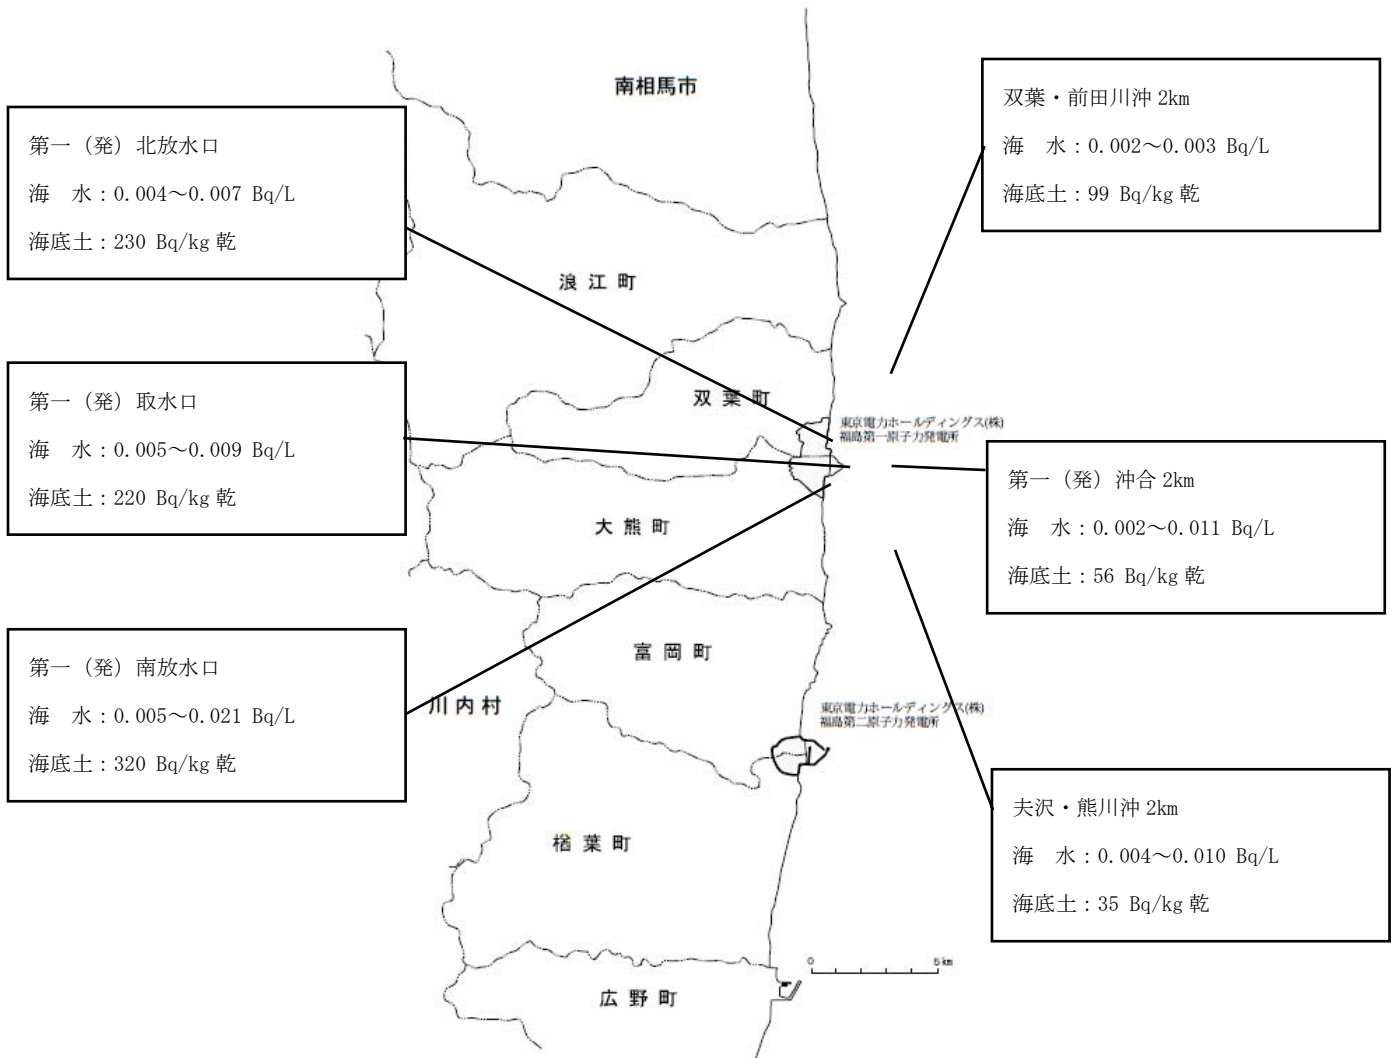 南相馬市
双葉・前田川沖 2km
海　水：0.002～0.003 Bq/L
海底土：99 Bq/kg 乾
第一（発）北放水口
海　水：0.004～0.007 Bq/L
海底土：230 Bq/kg 乾
浪江町
第一（発）取水口
海　水：0.005～0.009 Bq/L
海底土：220 Bq/kg 乾
双葉町
東京電力ホールディングス(株)
福島第一原子力発電所
第一（発）沖合 2km
海　水：0.002～0.011 Bq/L
海底土：56 Bq/kg 乾
大熊町
第一（発）南放水口
海　水：0.005～0.021 Bq/L
海底土：320 Bq/kg 乾
富岡町
川内村
東京電力ホールディングス(株)
福島第二原子力発電所
夫沢・熊川沖 2km
海　水：0.004～0.010 Bq/L
海底土：35 Bq/kg 乾
楢葉町
0 5km
広野町